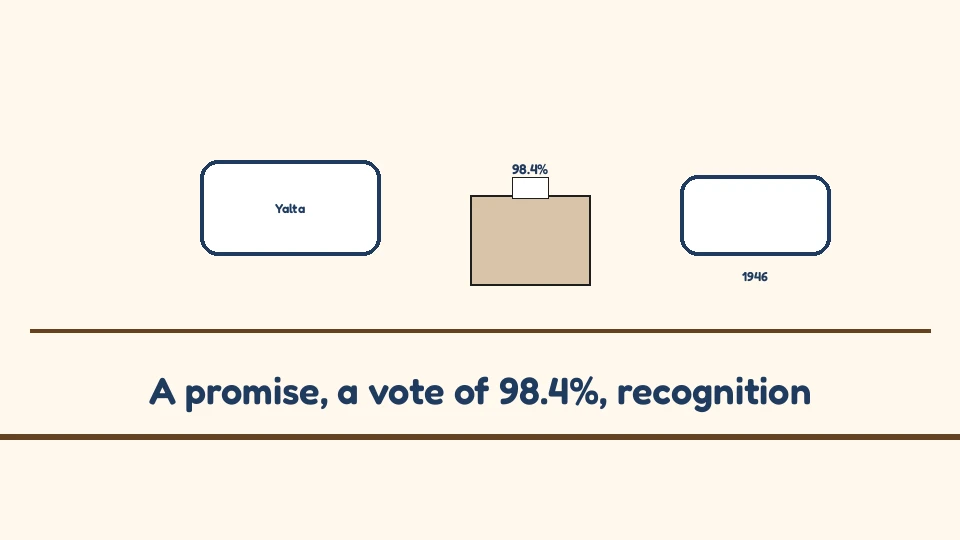 98.4%
Yalta
1946
A promise, a vote of 98.4%, recognition